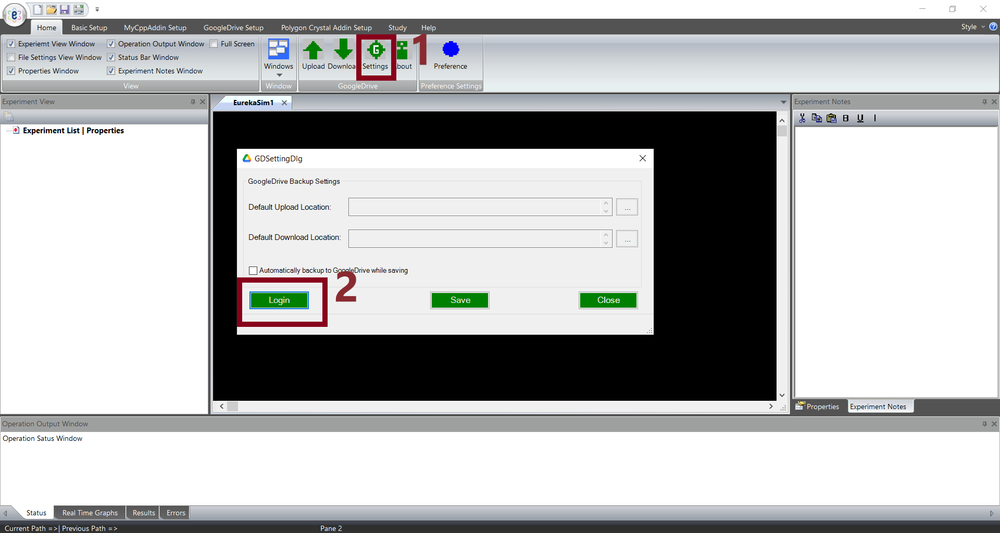 Home Basic Setup MyCppAddin Setup GoogleDrive Setup Polygon Crystal Addin Setup Study Help Style
Experiemt View Window Operation Output Window Full Screen
File Settings View Window Status Bar Window
Properties Window Experiment Notes Window
View
Windows
Window
Upload Download Settings About
GoogleDrive
1
Preference
Preference Settings
Experiment View
Experiment List | Properties
EurekaSim1
GDSettingDlg
GoogleDrive Backup Settings
Default Upload Location: ...
Default Download Location: ...
Automatically backup to GoogleDrive while saving
2
Login Save Close
Experiment Notes
B U I
Properties Experiment Notes
Operation Output Window
Operation Satus Window
Status Real Time Graphs Results Errors
Current Path =>| Previous Path => Pane 2